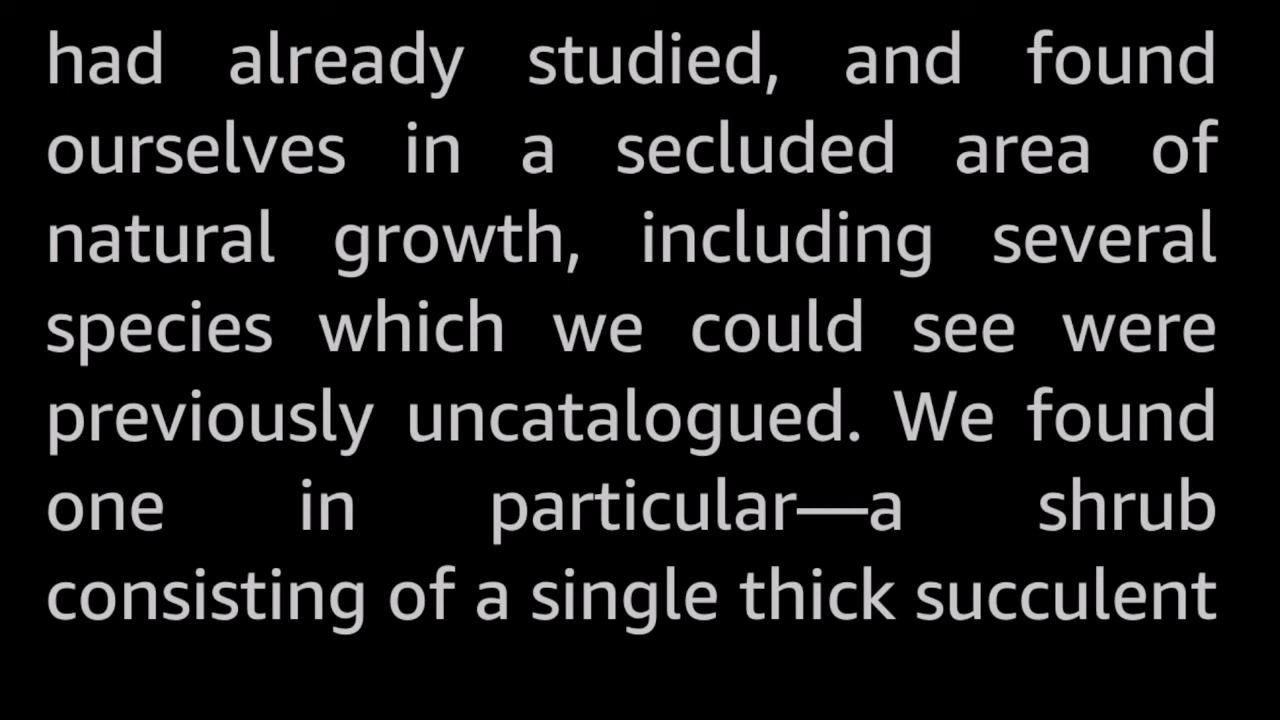 had already studied, and found
ourselves in a secluded area of
natural growth, including several
species which we could see were
previously uncatalogued. We found
one in particular—a shrub
consisting of a single thick succulent